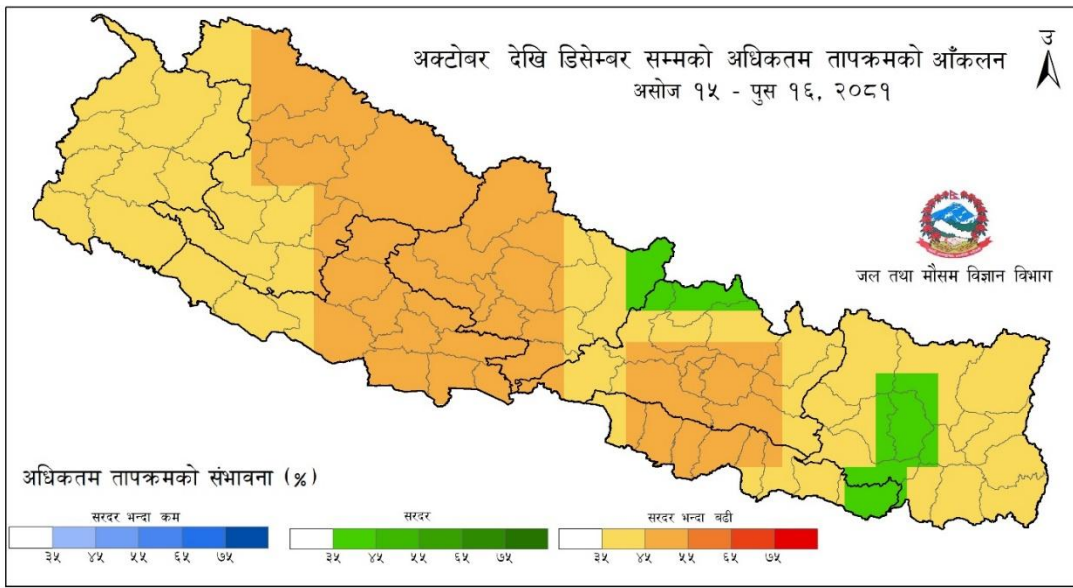 अक्टोबर देखि डिसेम्बर सम्मको अधिकतम तापक्रमको आँकलन
असोज १५ - पुस १६, २०८१
उ
जल तथा मौसम विज्ञान विभाग
अधिकतम तापक्रमको संभावना (%)
सरदर भन्दा कम
सरदर
सरदर भन्दा बढी
३५ ४५ ५५ ६५ ७५
३५ ४५ ५५ ६५ ७५
३५ ४५ ५५ ६५ ७५